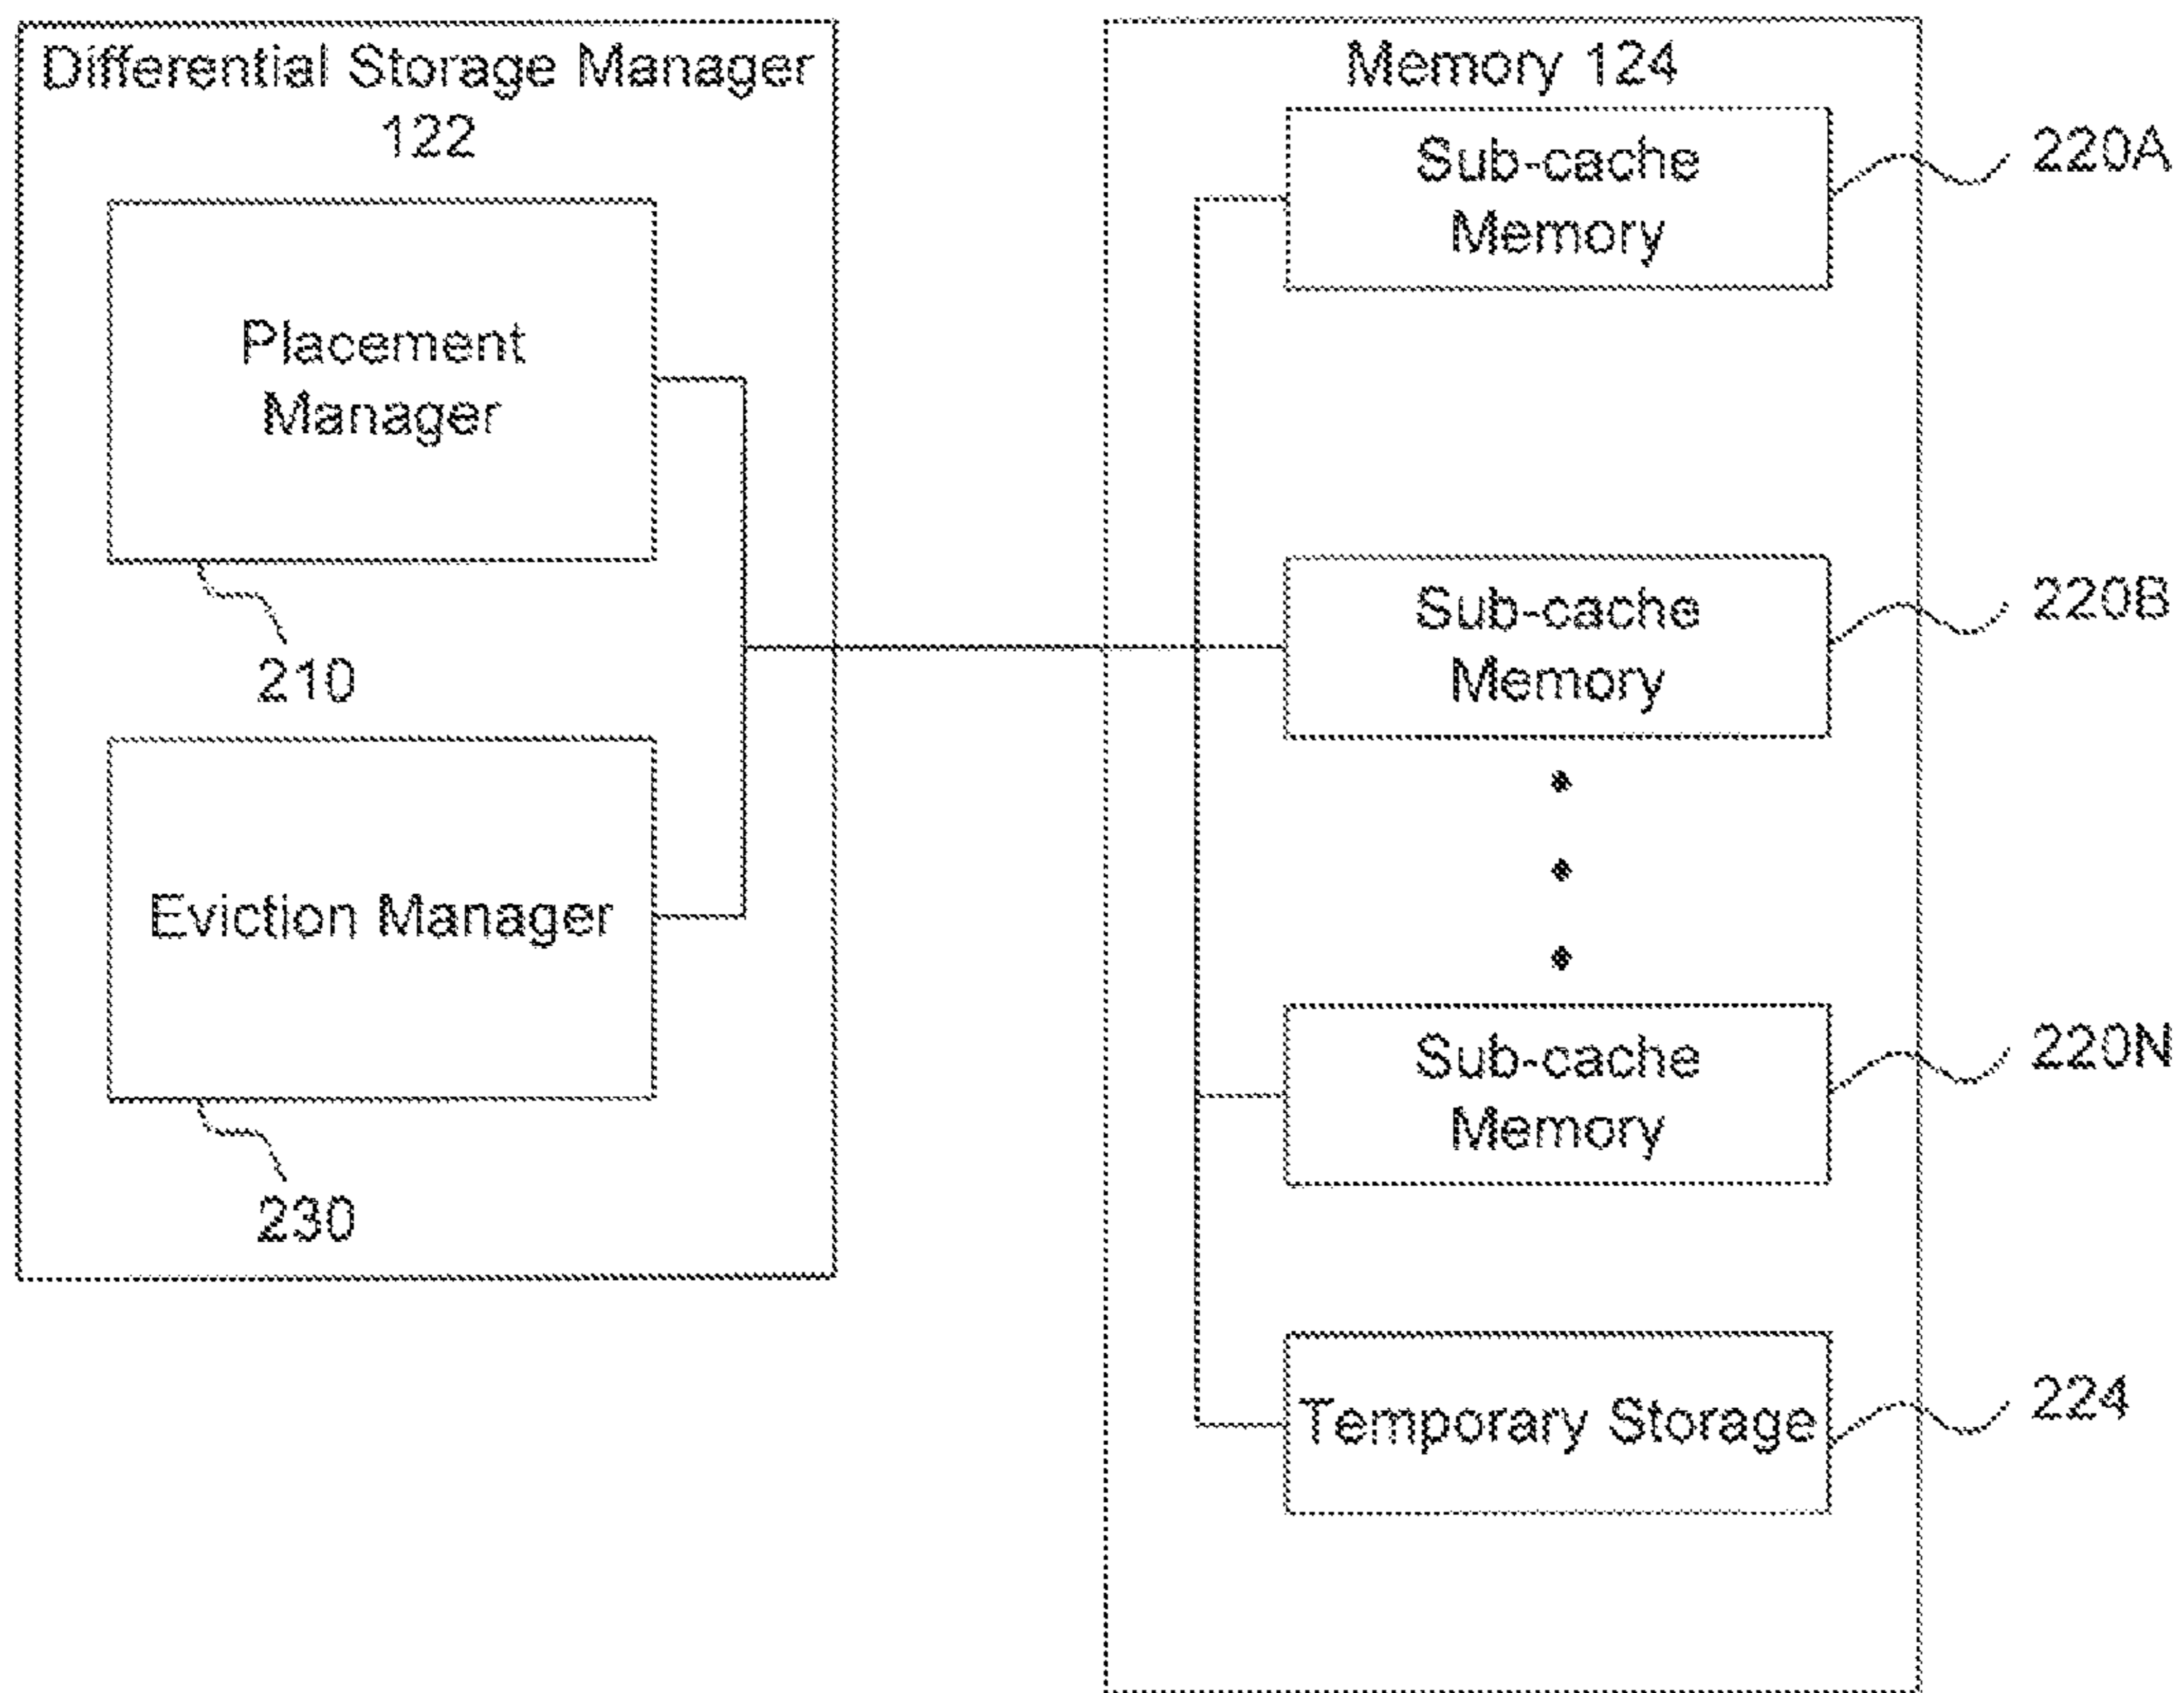 Differential Storage Manager
122
Placement
Manager
210
Eviction Manager
230
Memory 124
Sub-cache
Memory
220A
Sub-cache
Memory
220B
Sub-cache
Memory
220N
Temporary Storage
224